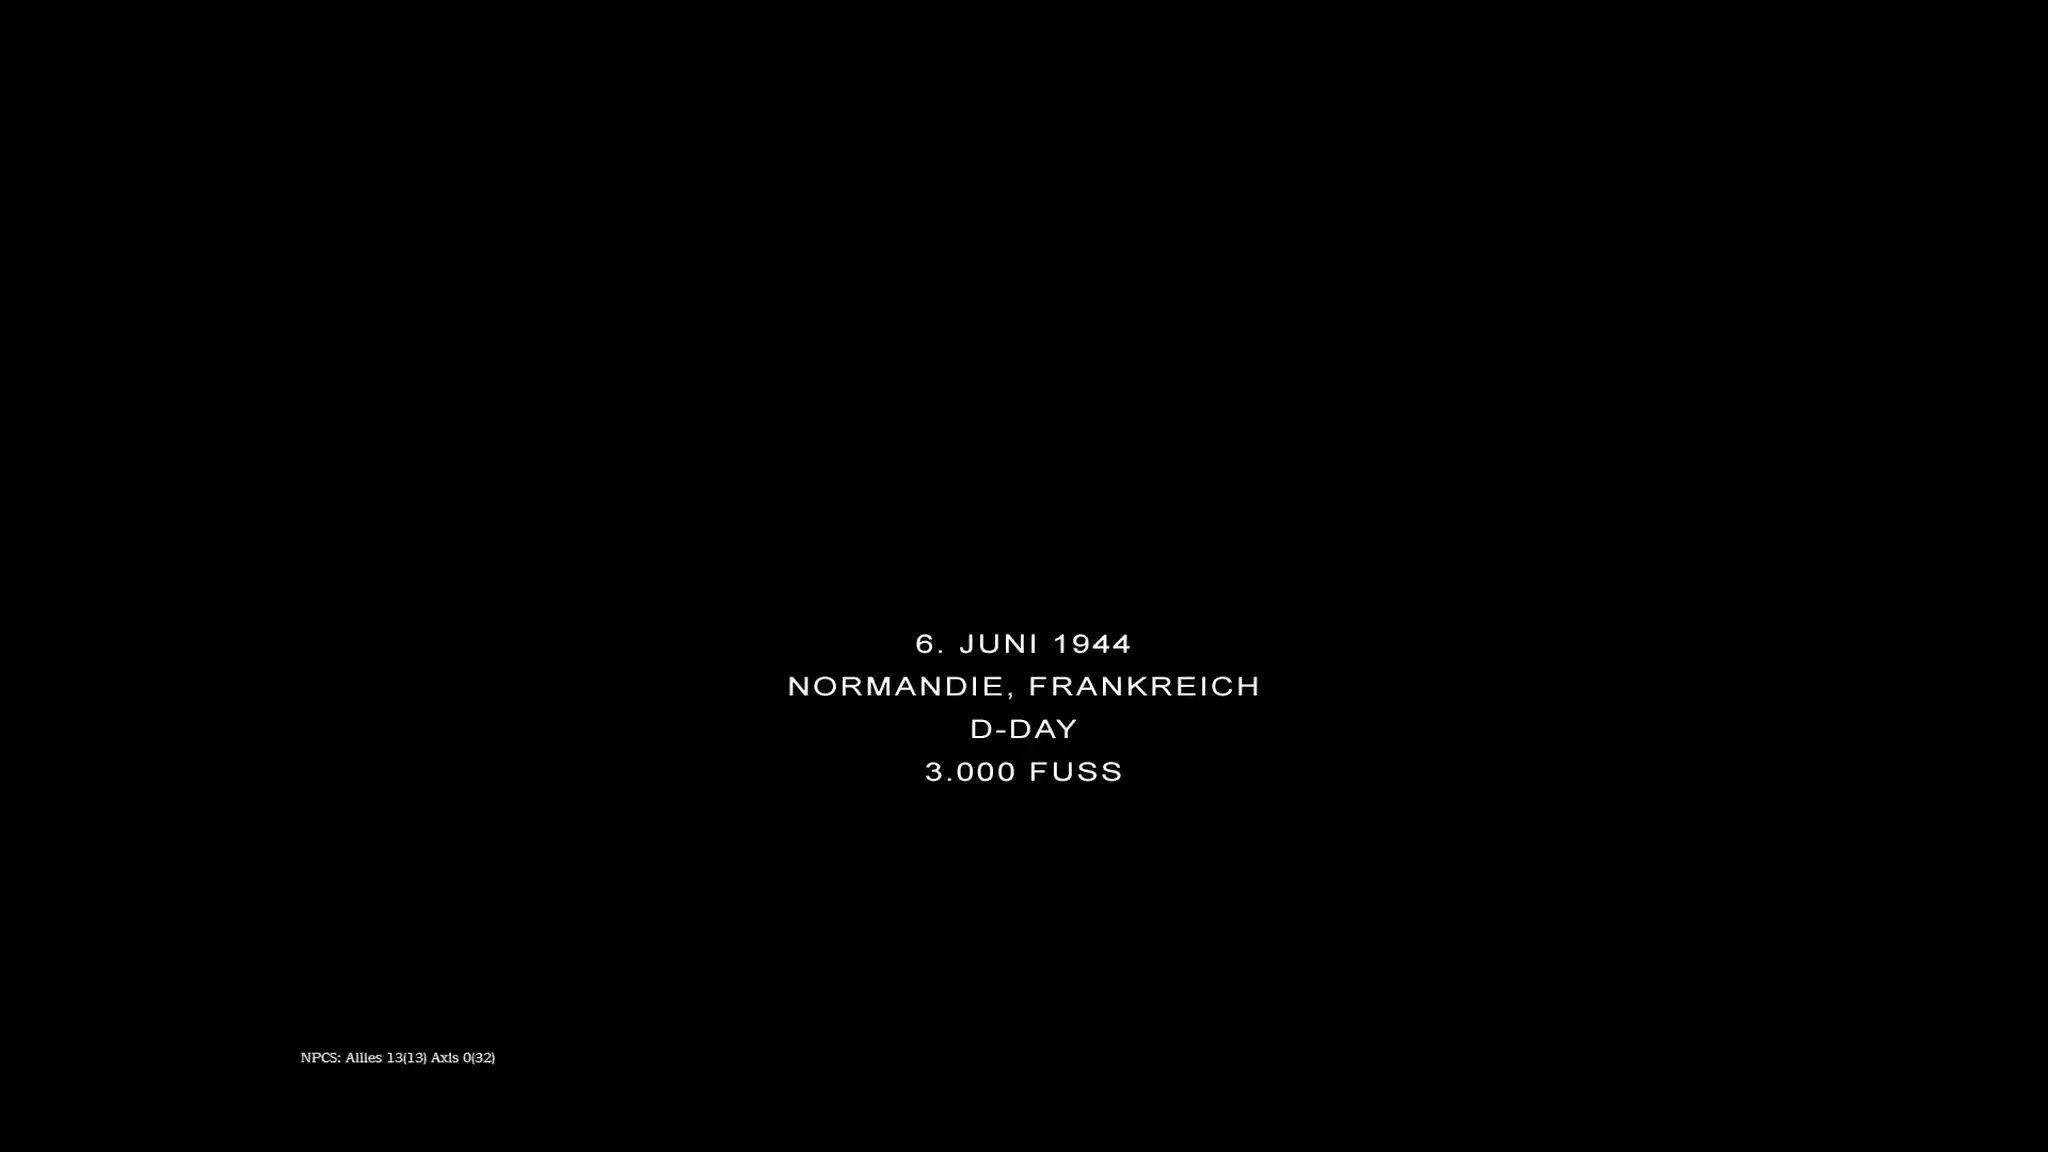 6. JUNI 1944
NORMANDIE, FRANKREICH
D-DAY
3.000 FUSS
NPCS: Allies 13(13) Axis 0(32)